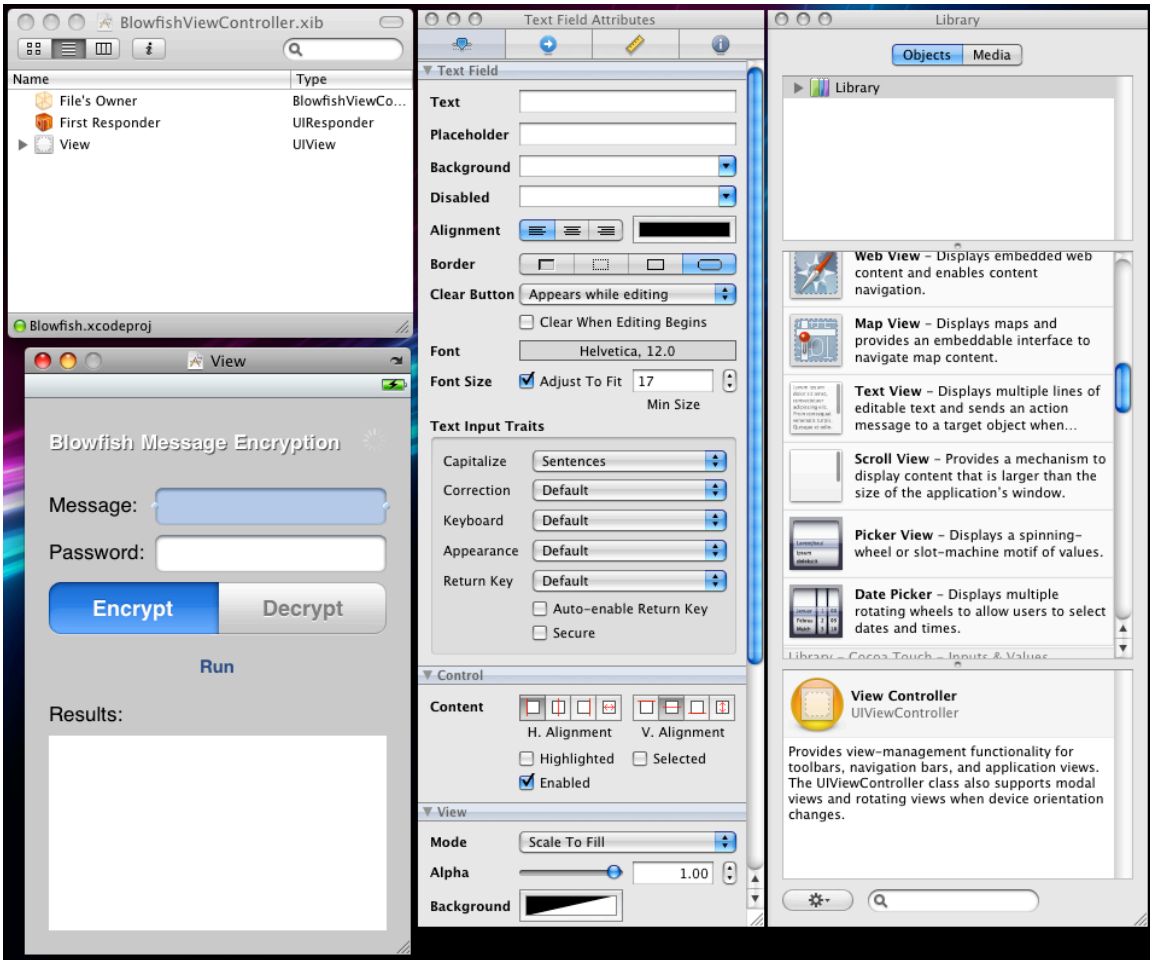 BlowfishViewController.xib
Name Type
File's Owner BlowfishViewCo...
First Responder UIResponder
View UIView
Blowfish.xcodeproj
View
Blowfish Message Encryption
Message:
Password:
Encrypt Decrypt
Run
Results:
Text Field Attributes
Text Field
Text
Placeholder
Background
Disabled
Alignment
Border
Clear Button Appears while editing
Clear When Editing Begins
Font Helvetica, 12.0
Font Size Adjust To Fit 17
Min Size
Text Input Traits
Capitalize Sentences
Correction Default
Keyboard Default
Appearance Default
Return Key Default
Auto-enable Return Key
Secure
Control
Content
H. Alignment V. Alignment
Highlighted Selected
Enabled
View
Mode Scale To Fill
Alpha 1.00
Background
Library
Objects Media
Library
Web View – Displays embedded web
content and enables content
navigation.
Map View – Displays maps and
provides an embeddable interface to
navigate map content.
Text View – Displays multiple lines of
editable text and sends an action
message to a target object when...
Scroll View – Provides a mechanism to
display content that is larger than the
size of the application's window.
Picker View – Displays a spinning-
wheel or slot-machine motif of values.
Date Picker – Displays multiple
rotating wheels to allow users to select
dates and times.
Library – Cocoa Touch – Inputs & Values
View Controller
UIViewController
Provides view-management functionality for
toolbars, navigation bars, and application views.
The UIViewController class also supports modal
views and rotating views when device orientation
changes.